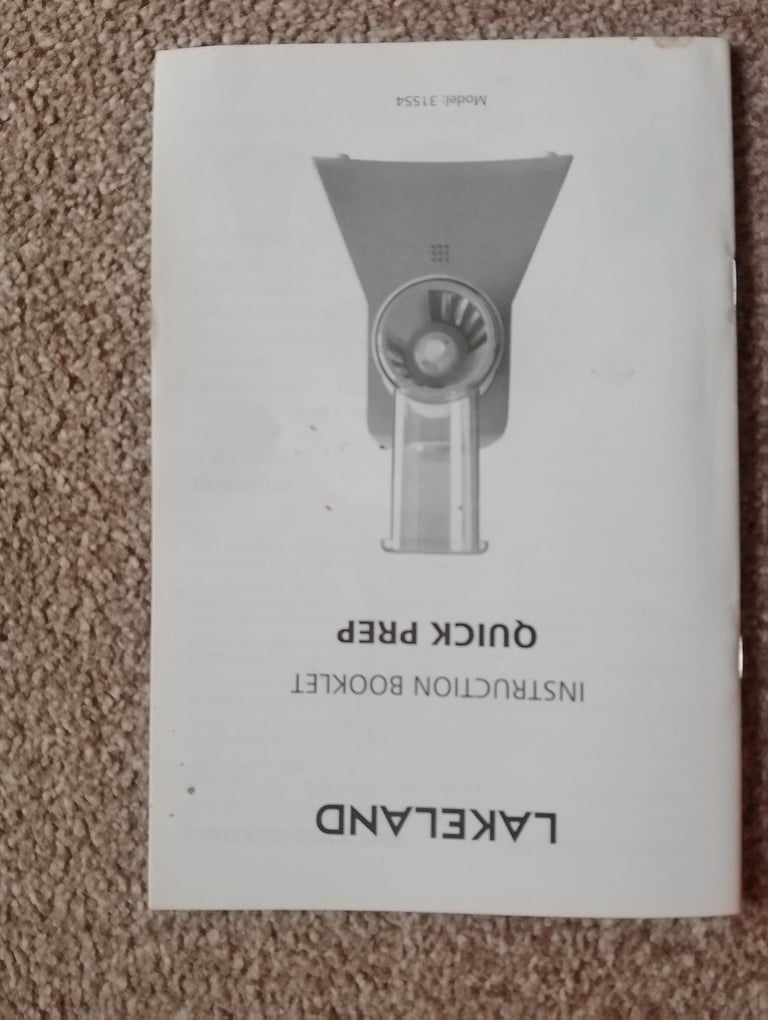 LAKELAND
INSTRUCTION BOOKLET
QUICK PREP
Model: 31554